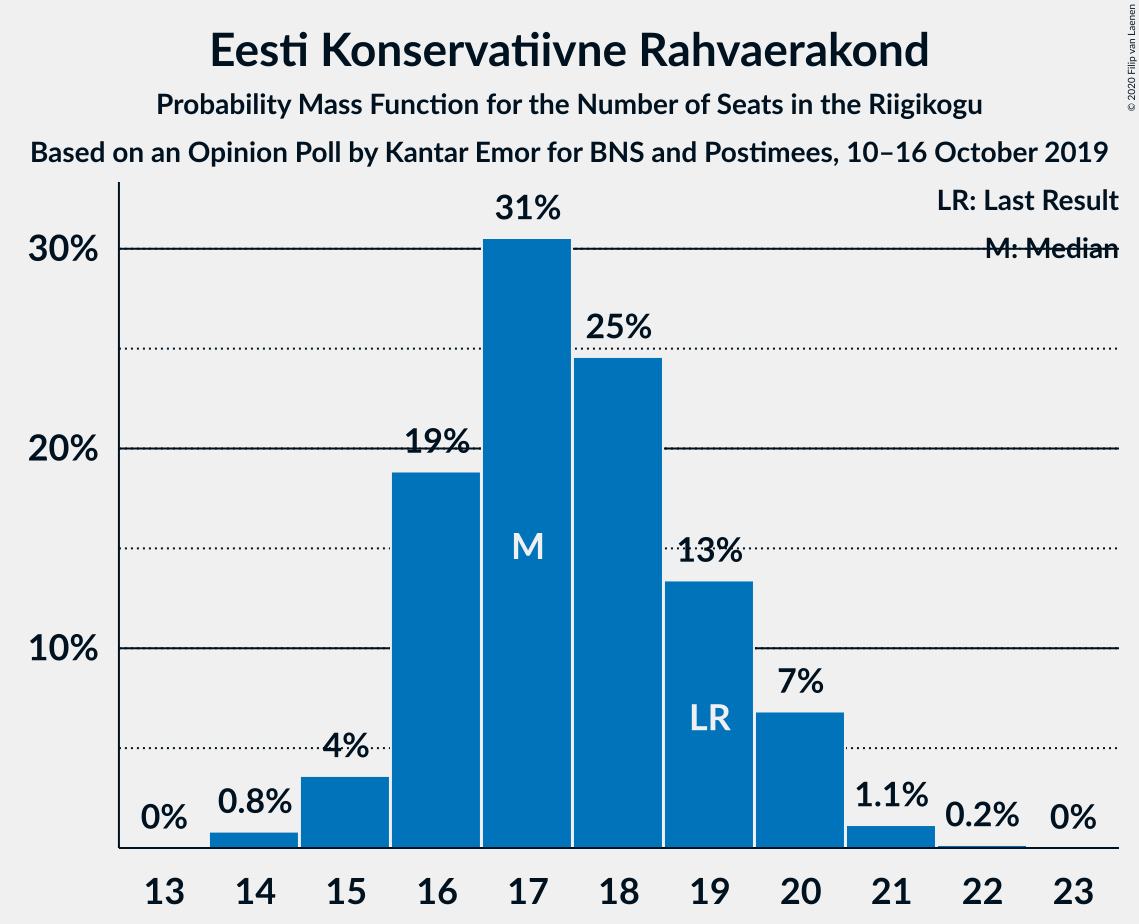 © 2020 Filip van Laenen
Eesti Konservatiivne Rahvaerakond
Probability Mass Function for the Number of Seats in the Riigikogu
Based on an Opinion Poll by Kantar Emor for BNS and Postimees, 10–16 October 2019
LR: Last Result
M: Median
30%
20%
10%
0%
0.8%
4%
19%
31%
25%
13%
7%
1.1%
0.2%
0%
M
LR
13 14 15 16 17 18 19 20 21 22 23